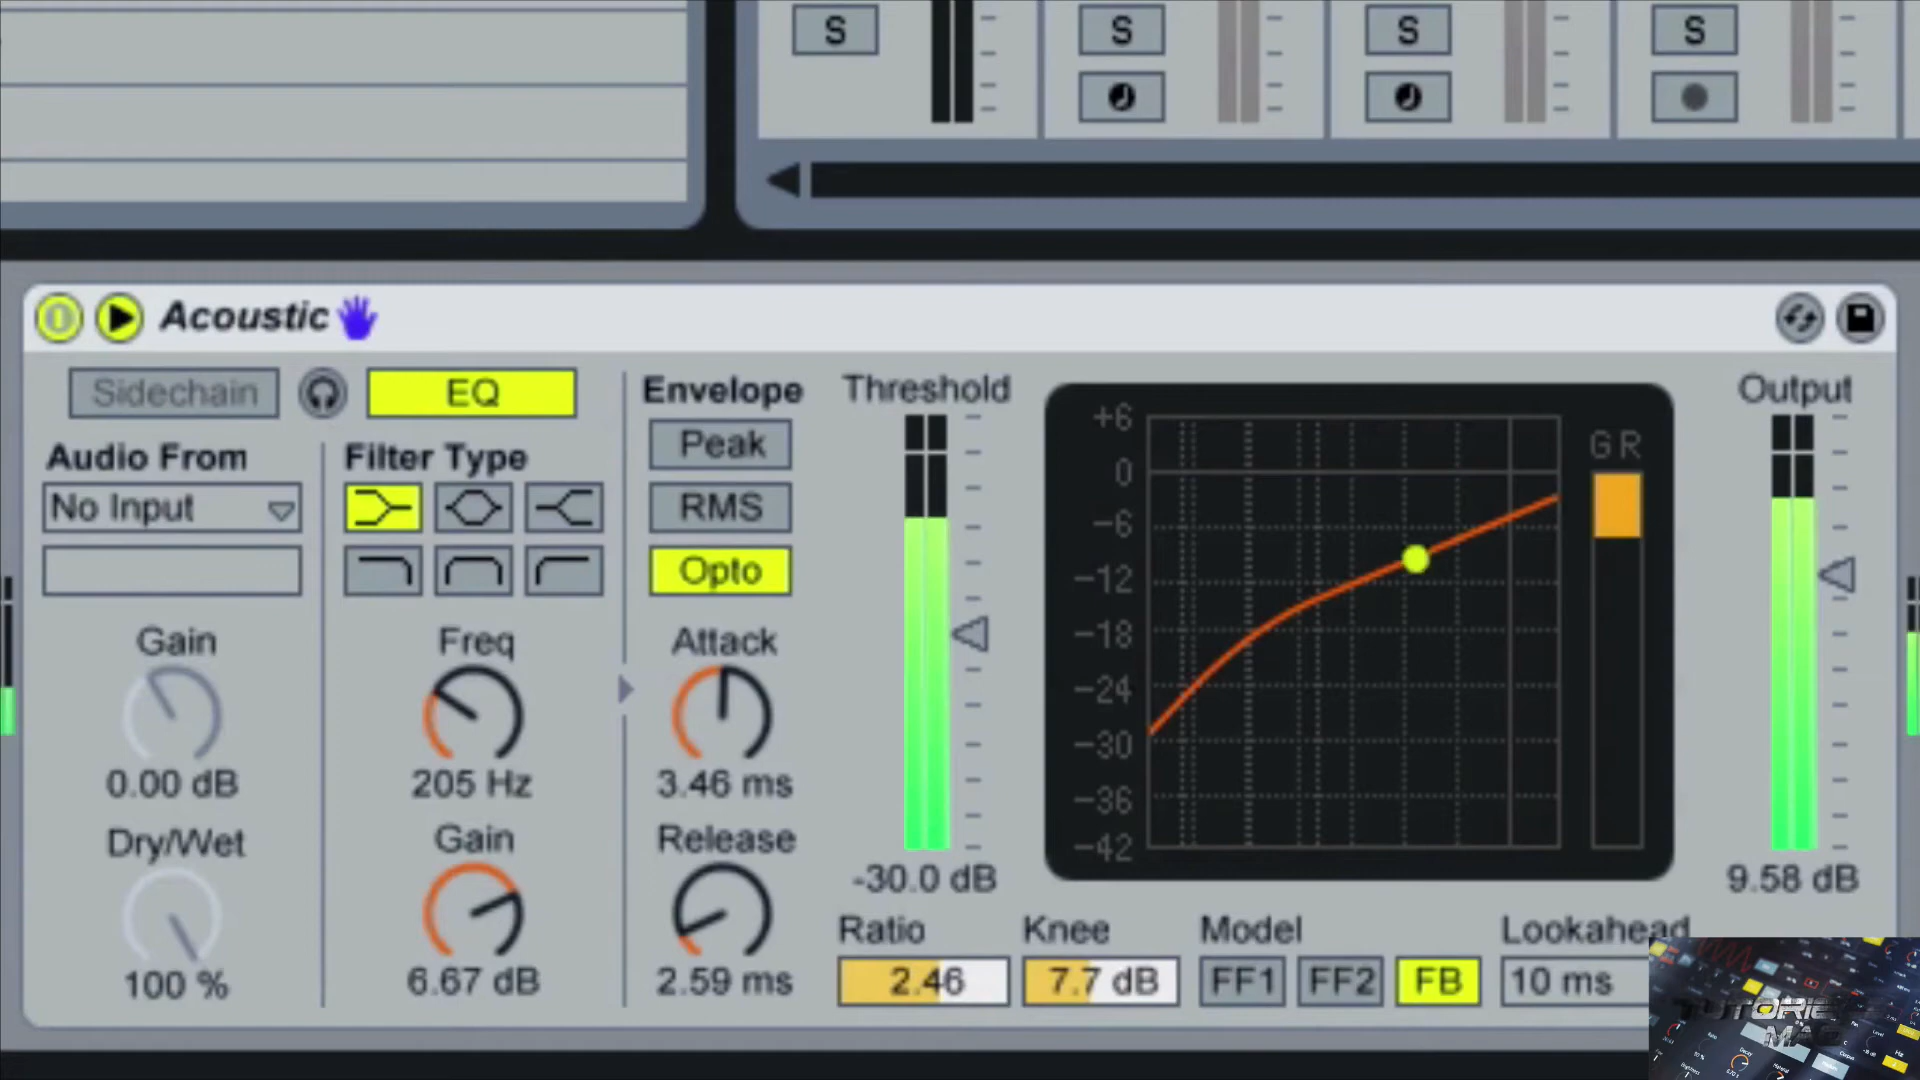 S S S S
Acoustic
Sidechain EQ
Envelope
Threshold
Output
Audio From
Filter Type
Peak
No Input
RMS
Opto
+6
0
-6
-12
-18
-24
-30
-36
-42
GR
Gain
Freq
Attack
0.00 dB
205 Hz
3.46 ms
Dry/Wet
Gain
Release
-30.0 dB
9.58 dB
100 %
6.67 dB
2.59 ms
Ratio
Knee
Model
Lookahead
2.46
7.7 dB
FF1 FF2 FB
10 ms